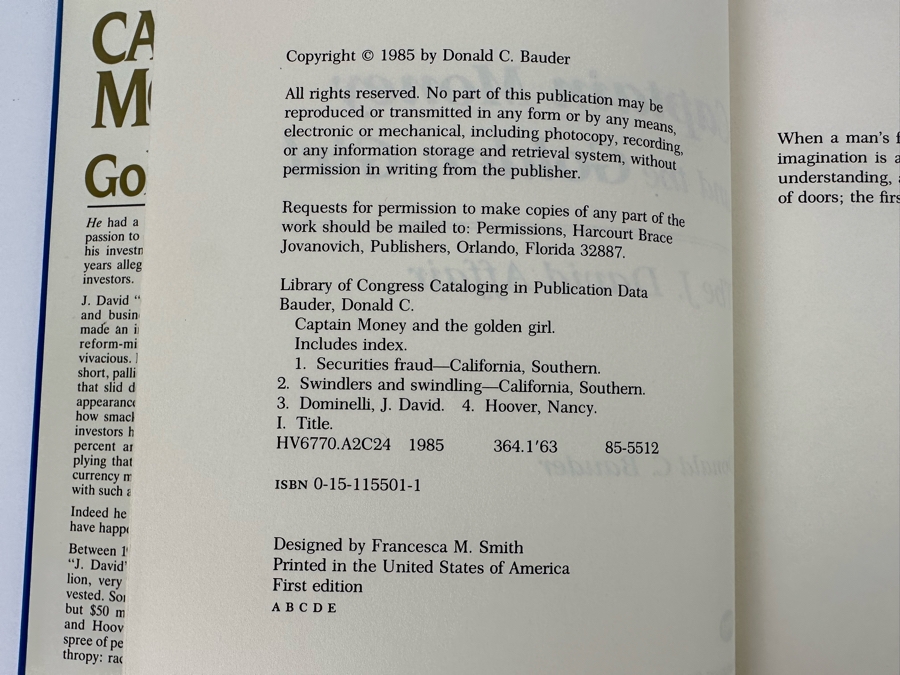 CA
M
Go
He had a
passion to
his investm
years alleg
investors.
J. David "
and busin
made an i
reform-mi
vivacious.
short, palli
that slid d
appearance
how smack
investors h
percent an
plying that
currency m
with such a
Indeed he
have happe
Between 1
"J. David"
lion, very
vested. Son
but $50 m
and Hoov
spree of pe
thropy: rac
Copyright © 1985 by Donald C. Bauder
All rights reserved. No part of this publication may be
reproduced or transmitted in any form or by any means,
electronic or mechanical, including photocopy, recording,
or any information storage and retrieval system, without
permission in writing from the publisher.
Requests for permission to make copies of any part of the
work should be mailed to: Permissions, Harcourt Brace
Jovanovich, Publishers, Orlando, Florida 32887.
Library of Congress Cataloging in Publication Data
Bauder, Donald C.
Captain Money and the golden girl.
Includes index.
1. Securities fraud—California, Southern.
2. Swindlers and swindling—California, Southern.
3. Dominelli, J. David. 4. Hoover, Nancy.
I. Title.
HV6770.A2C24 1985 364.1'63 85-5512
ISBN 0-15-115501-1
Designed by Francesca M. Smith
Printed in the United States of America
First edition
A B C D E
When a man's f
imagination is a
understanding, a
of doors; the firs